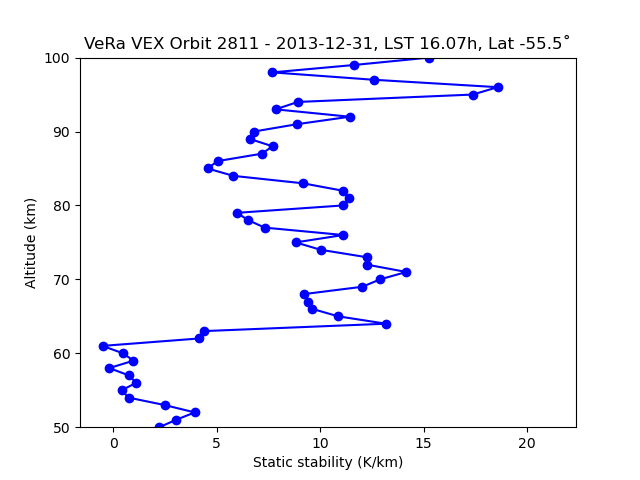 VeRa VEX Orbit 2811 - 2013-12-31, LST 16.07h, Lat -55.5˚
100
90
80
70
60
50
Altitude (km)
0 5 10 15 20
Static stability (K/km)